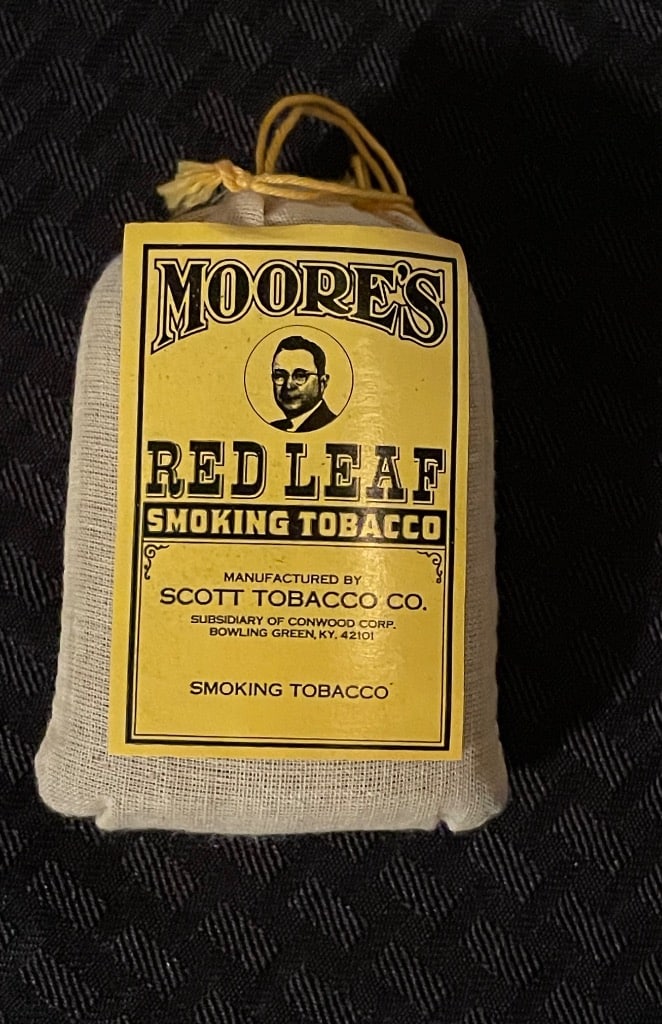 MOORE'S
RED LEAF
SMOKING TOBACCO
MANUFACTURED BY
SCOTT TOBACCO CO.
SUBSIDIARY OF CONWOOD CORP.
BOWLING GREEN, KY. 42101
SMOKING TOBACCO